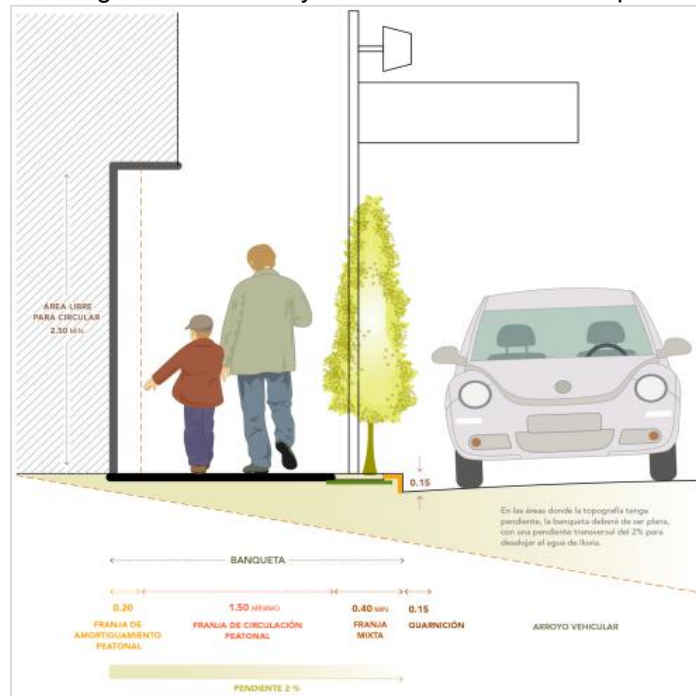 ÁREA LIBRE
PARA CIRCULAR
2.50 MIN.
0.15
En las áreas donde la topografía tenga
pendiente, la banqueta deberá de ser plana,
con una pendiente transversal del 2% para
desalojar el agua de lluvia.
BANQUETA
0.20
FRANJA DE
AMORTIGUAMIENTO
PEATONAL
1.50 MÍNIMO
FRANJA DE CIRCULACIÓN
PEATONAL
0.40 MIN.
FRANJA
MIXTA
0.15
GUARNICIÓN
ARROYO VEHICULAR
PENDIENTE 2 %